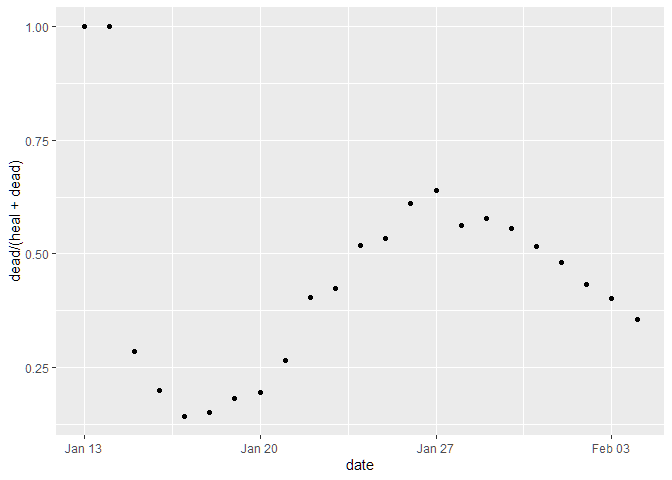 1.00
0.75
0.50
0.25
dead/(heal + dead)
Jan 13
Jan 20
Jan 27
Feb 03
date